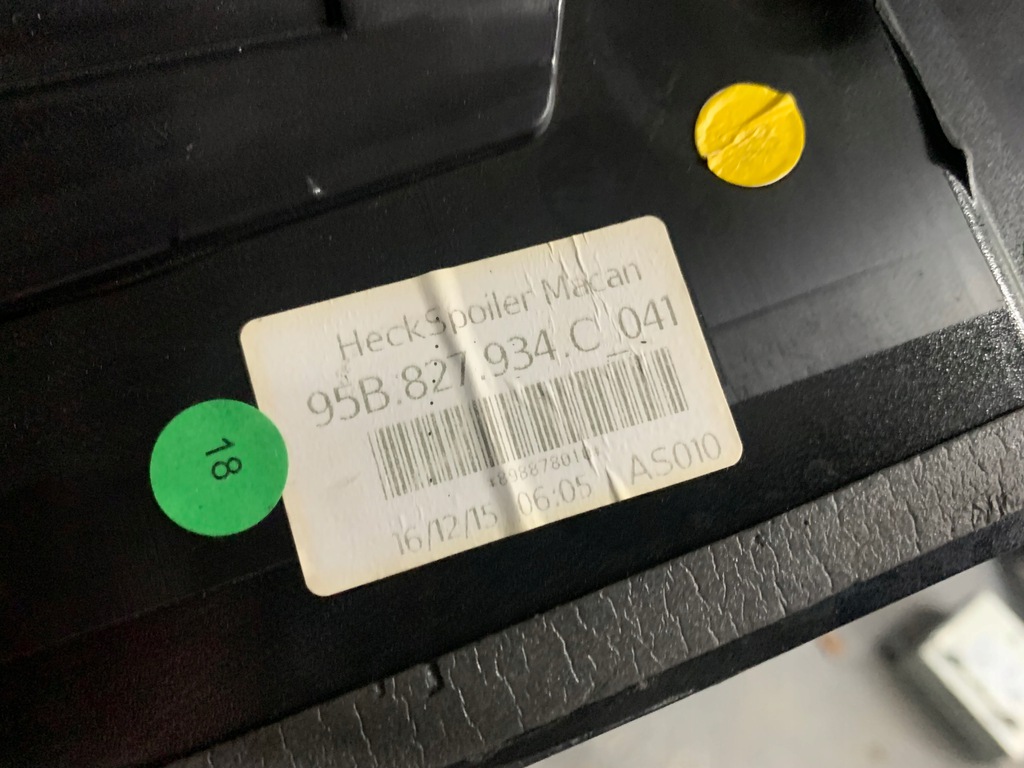 HeckSpoiler Macan
95B.827.934.C_041
16/12/15 06:05 AS010
18